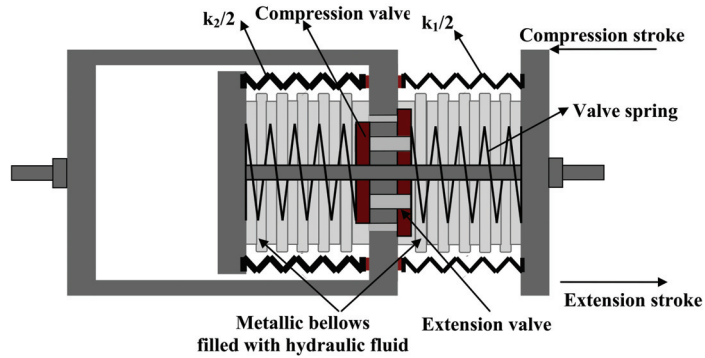 Compression valve
k₂/2
k₁/2
Compression stroke
Valve spring
Metallic bellows
filled with hydraulic fluid
Extension valve
Extension stroke